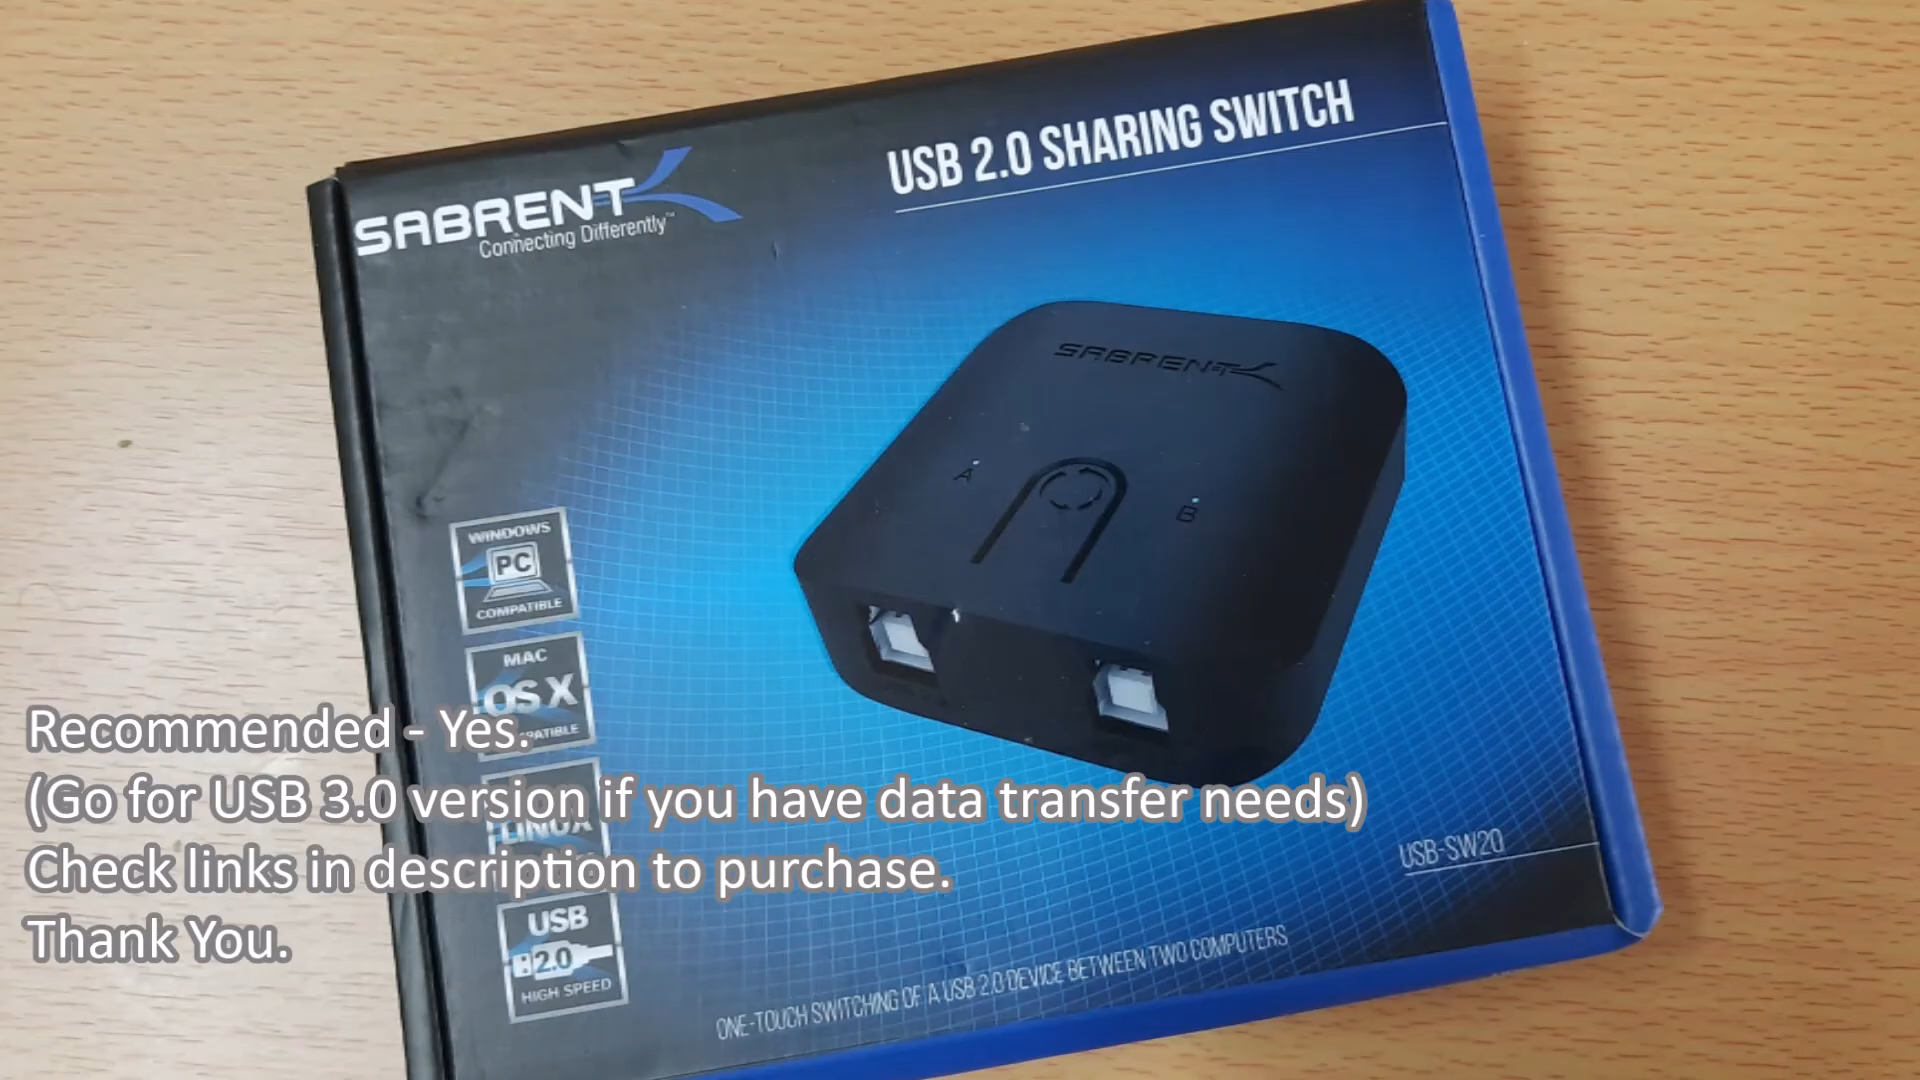 SABRENT
Connecting Differently™
USB 2.0 SHARING SWITCH
SABRENT
A
B
WINDOWS
PC
COMPATIBLE
MAC
OS X
LINUX
USB
2.0
HIGH SPEED
USB-SW20
ONE-TOUCH SWITCHING OF A USB 2.0 DEVICE BETWEEN TWO COMPUTERS
Recommended - Yes.
(Go for USB 3.0 version if you have data transfer needs)
Check links in description to purchase.
Thank You.